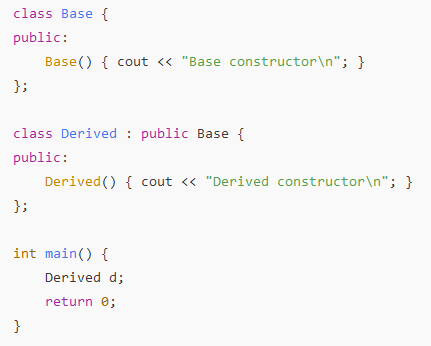 class Base {
public:
    Base() { cout << "Base constructor\n"; }
};

class Derived : public Base {
public:
    Derived() { cout << "Derived constructor\n"; }
};

int main() {
    Derived d;
    return 0;
}